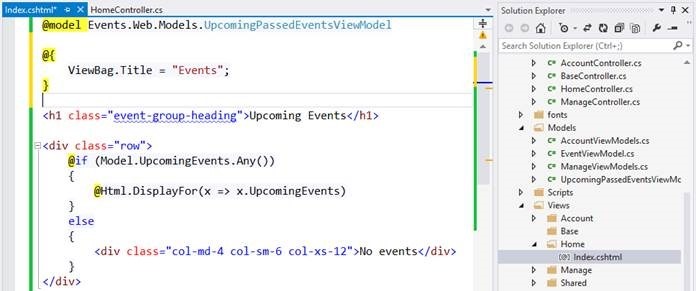 Index.cshtml*
HomeController.cs
@model Events.Web.Models.UpcomingPassedEventsViewModel
@{
ViewBag.Title = "Events";
}
<h1 class="event-group-heading">Upcoming Events</h1>
<div class="row">
@if (Model.UpcomingEvents.Any())
{
@Html.DisplayFor(x => x.UpcomingEvents)
}
else
{
<div class="col-md-4 col-sm-6 col-xs-12">No events</div>
}
</div>
Solution Explorer
Search Solution Explorer (Ctrl+;)
AccountController.cs
BaseController.cs
HomeController.cs
ManageController.cs
fonts
Models
AccountViewModels.cs
EventViewModel.cs
ManageViewModels.cs
UpcomingPassedEventsViewMc
Scripts
Views
Account
Base
Home
Index.cshtml
Manage
Shared